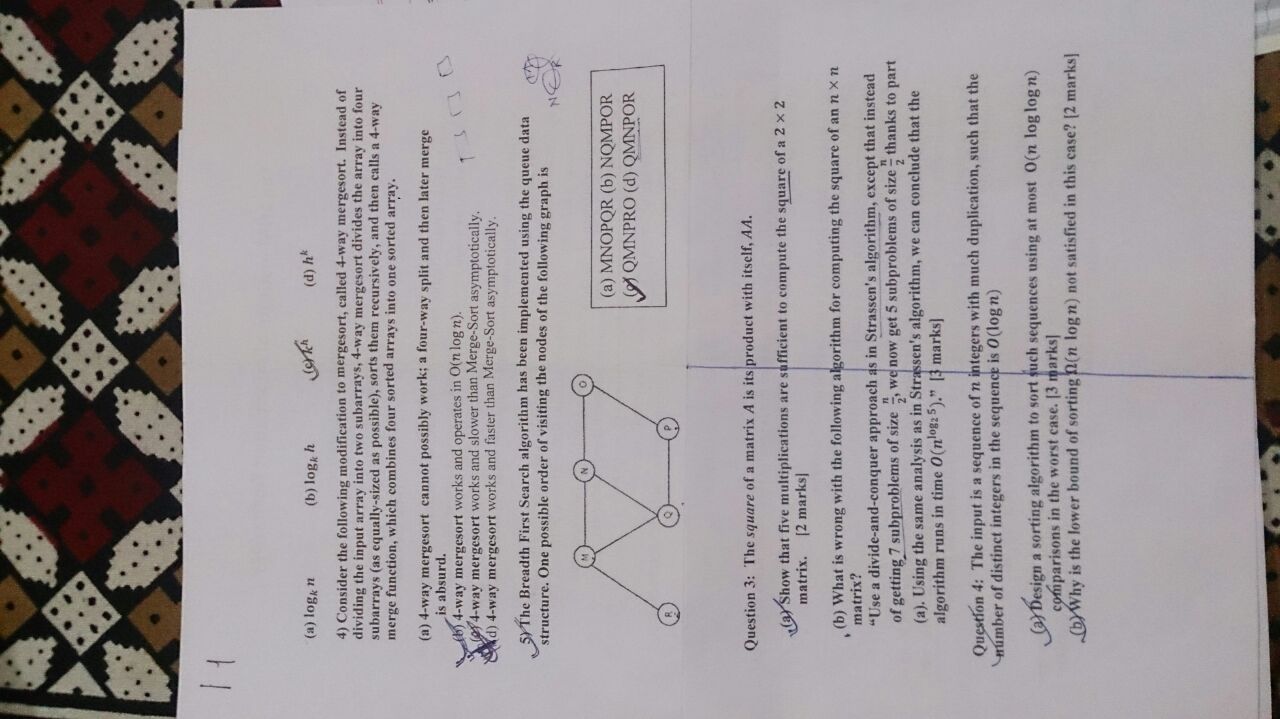 11
(a) logₖ n (b) logₖ h (c) kh (d) hᵏ
4) Consider the following modification to mergesort, called 4-way mergesort. Instead of
dividing the input array into two subarrays, 4-way mergesort divides the array into four
subarrays (as equally-sized as possible), sorts them recursively, and then calls a 4-way
merge function, which combines four sorted arrays into one sorted array.
(a) 4-way mergesort cannot possibly work; a four-way split and then later merge
is absurd.
(b) 4-way mergesort works and operates in O(n log n).
(c) 4-way mergesort works and slower than Merge-Sort asymptotically.
(d) 4-way mergesort works and faster than Merge-Sort asymptotically.
5) The Breadth First Search algorithm has been implemented using the queue data
structure. One possible order of visiting the nodes of the following graph is
N R
M N O
R Q P
(a) MNOPQR (b) NQMPOR
(c) QMNPRO (d) QMNPOR
Question 3: The square of a matrix A is its product with itself, AA.
(a) Show that five multiplications are sufficient to compute the square of a 2 × 2
matrix. [2 marks]
(b) What is wrong with the following algorithm for computing the square of an n × n
matrix?
“Use a divide-and-conquer approach as in Strassen's algorithm, except that instead
of getting 7 subproblems of size n/2, we now get 5 subproblems of size n/2 thanks to part
(a). Using the same analysis as in Strassen's algorithm, we can conclude that the
algorithm runs in time O(n^log₂ 5).” [3 marks]
Question 4: The input is a sequence of n integers with much duplication, such that the
number of distinct integers in the sequence is O(log n)
(a) Design a sorting algorithm to sort such sequences using at most O(n log log n)
comparisons in the worst case. [3 marks]
(b) Why is the lower bound of sorting Ω(n log n) not satisfied in this case? [2 marks]